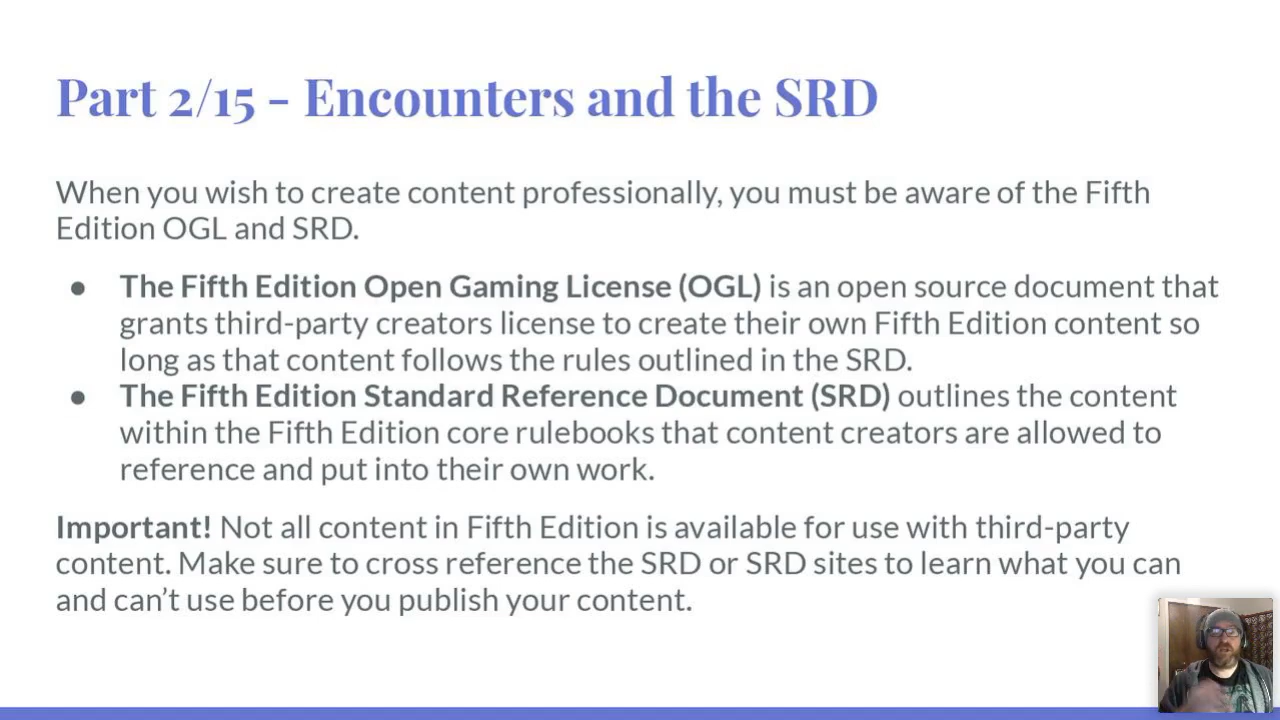 Part 2/15 - Encounters and the SRD
When you wish to create content professionally, you must be aware of the Fifth
Edition OGL and SRD.
● The Fifth Edition Open Gaming License (OGL) is an open source document that
grants third-party creators license to create their own Fifth Edition content so
long as that content follows the rules outlined in the SRD.
● The Fifth Edition Standard Reference Document (SRD) outlines the content
within the Fifth Edition core rulebooks that content creators are allowed to
reference and put into their own work.
Important! Not all content in Fifth Edition is available for use with third-party
content. Make sure to cross reference the SRD or SRD sites to learn what you can
and can’t use before you publish your content.